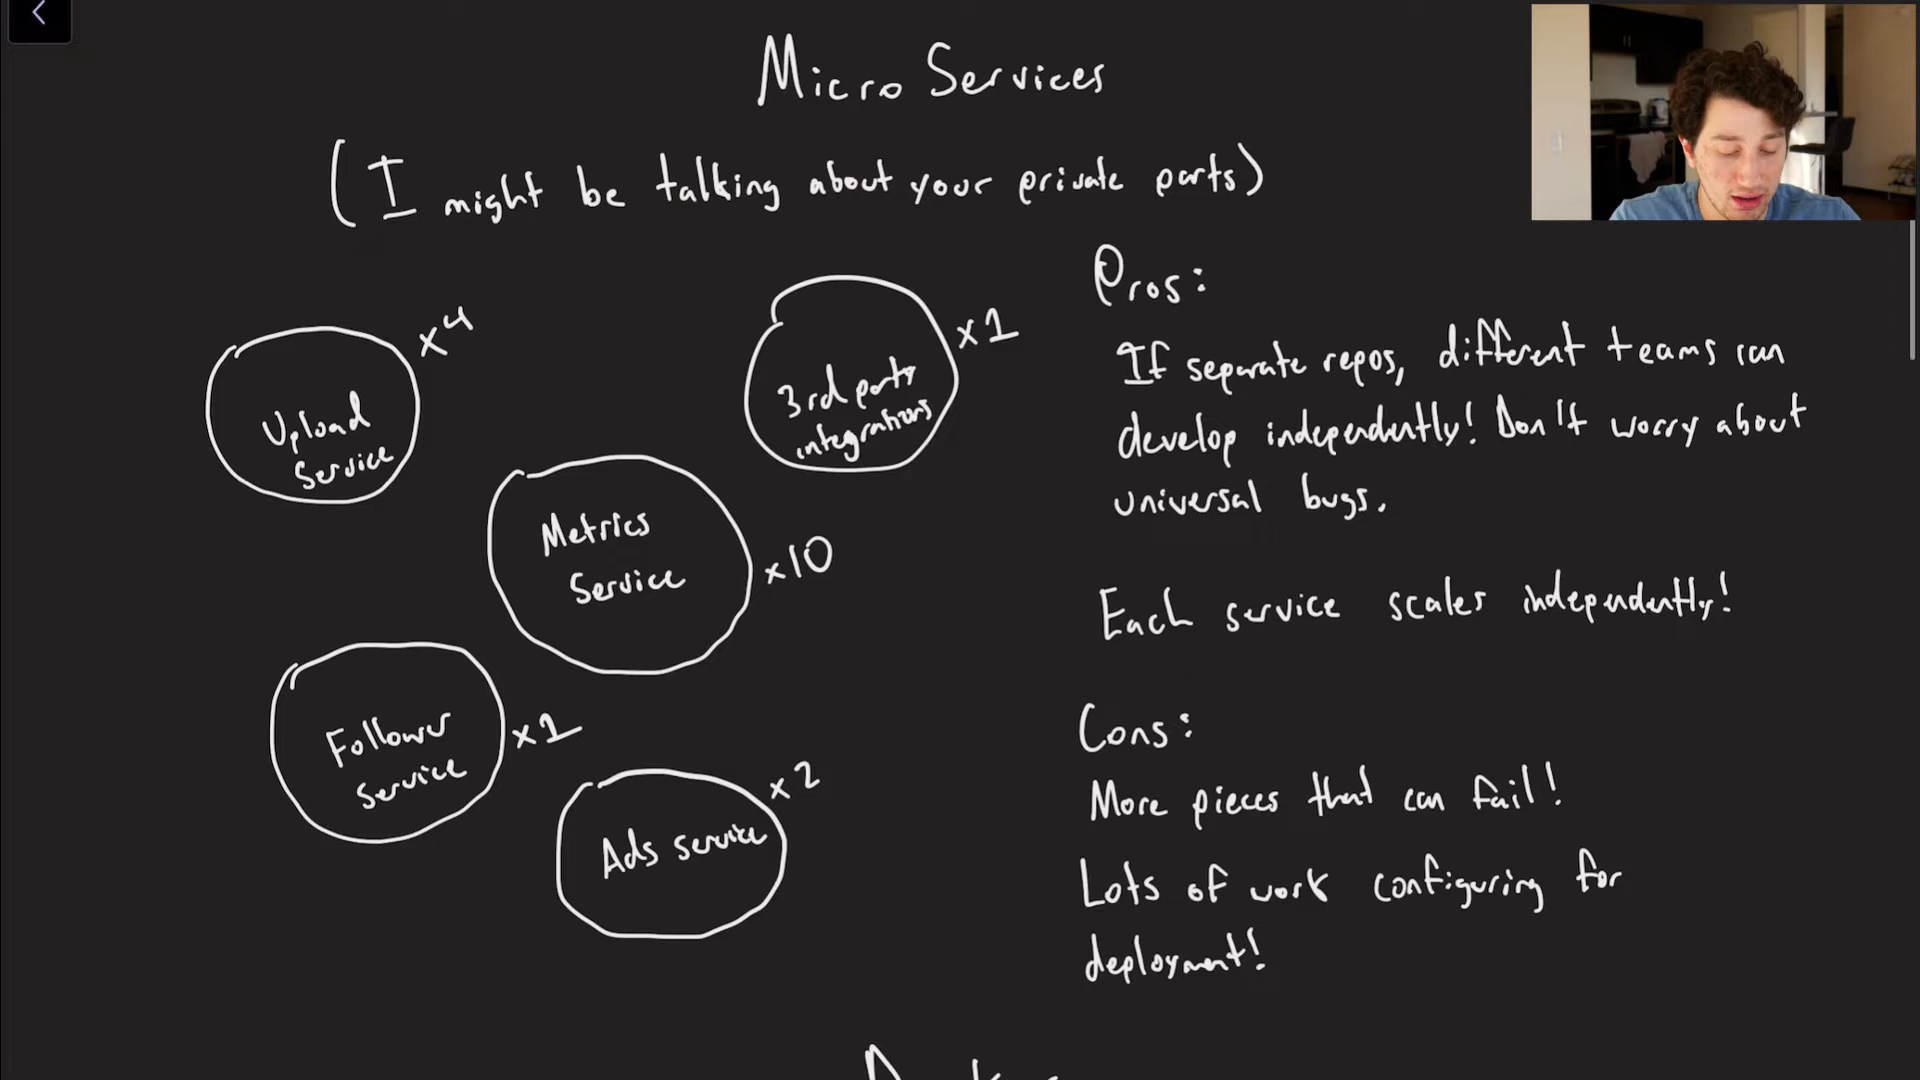 Micro Services
(I might be talking about your private parts)
Upload
Service
x4
3rd party
integrations
x1
Metrics
Service
x10
Follower
Service
x1
Ads service
x2
Pros:
If separate repos, different teams can
develop independently! Don't worry about
universal bugs.
Each service scales independently!
Cons:
More pieces that can fail!
Lots of work configuring for
deployment!